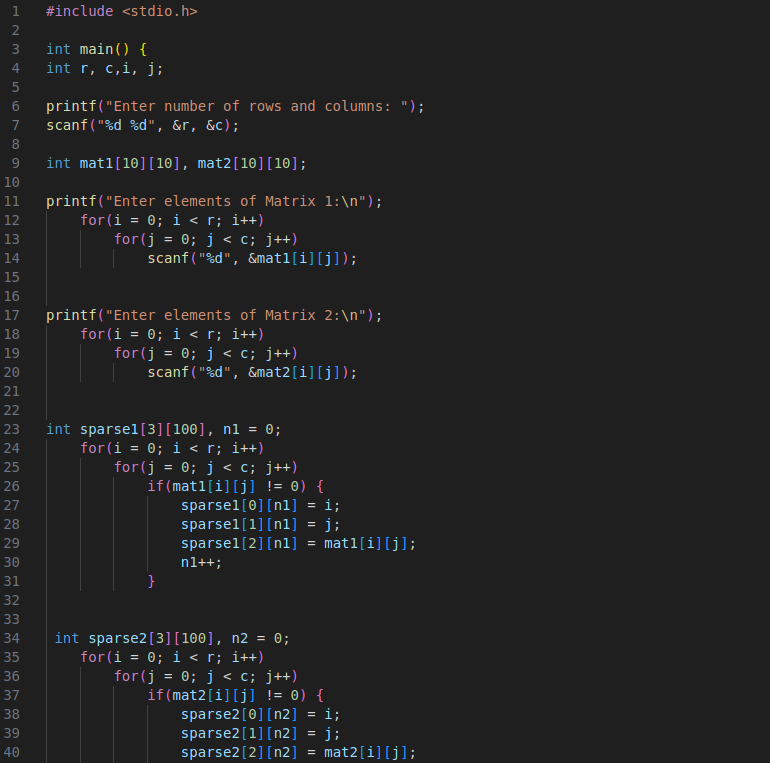 1 #include <stdio.h>
2
3 int main() {
4 int r, c,i, j;
5
6 printf("Enter number of rows and columns: ");
7 scanf("%d %d", &r, &c);
8
9 int mat1[10][10], mat2[10][10];
10
11 printf("Enter elements of Matrix 1:\n");
12     for(i = 0; i < r; i++)
13         for(j = 0; j < c; j++)
14             scanf("%d", &mat1[i][j]);
15
16
17 printf("Enter elements of Matrix 2:\n");
18     for(i = 0; i < r; i++)
19         for(j = 0; j < c; j++)
20             scanf("%d", &mat2[i][j]);
21
22
23 int sparse1[3][100], n1 = 0;
24     for(i = 0; i < r; i++)
25         for(j = 0; j < c; j++)
26             if(mat1[i][j] != 0) {
27                 sparse1[0][n1] = i;
28                 sparse1[1][n1] = j;
29                 sparse1[2][n1] = mat1[i][j];
30                 n1++;
31             }
32
33
34  int sparse2[3][100], n2 = 0;
35     for(i = 0; i < r; i++)
36         for(j = 0; j < c; j++)
37             if(mat2[i][j] != 0) {
38                 sparse2[0][n2] = i;
39                 sparse2[1][n2] = j;
40                 sparse2[2][n2] = mat2[i][j];